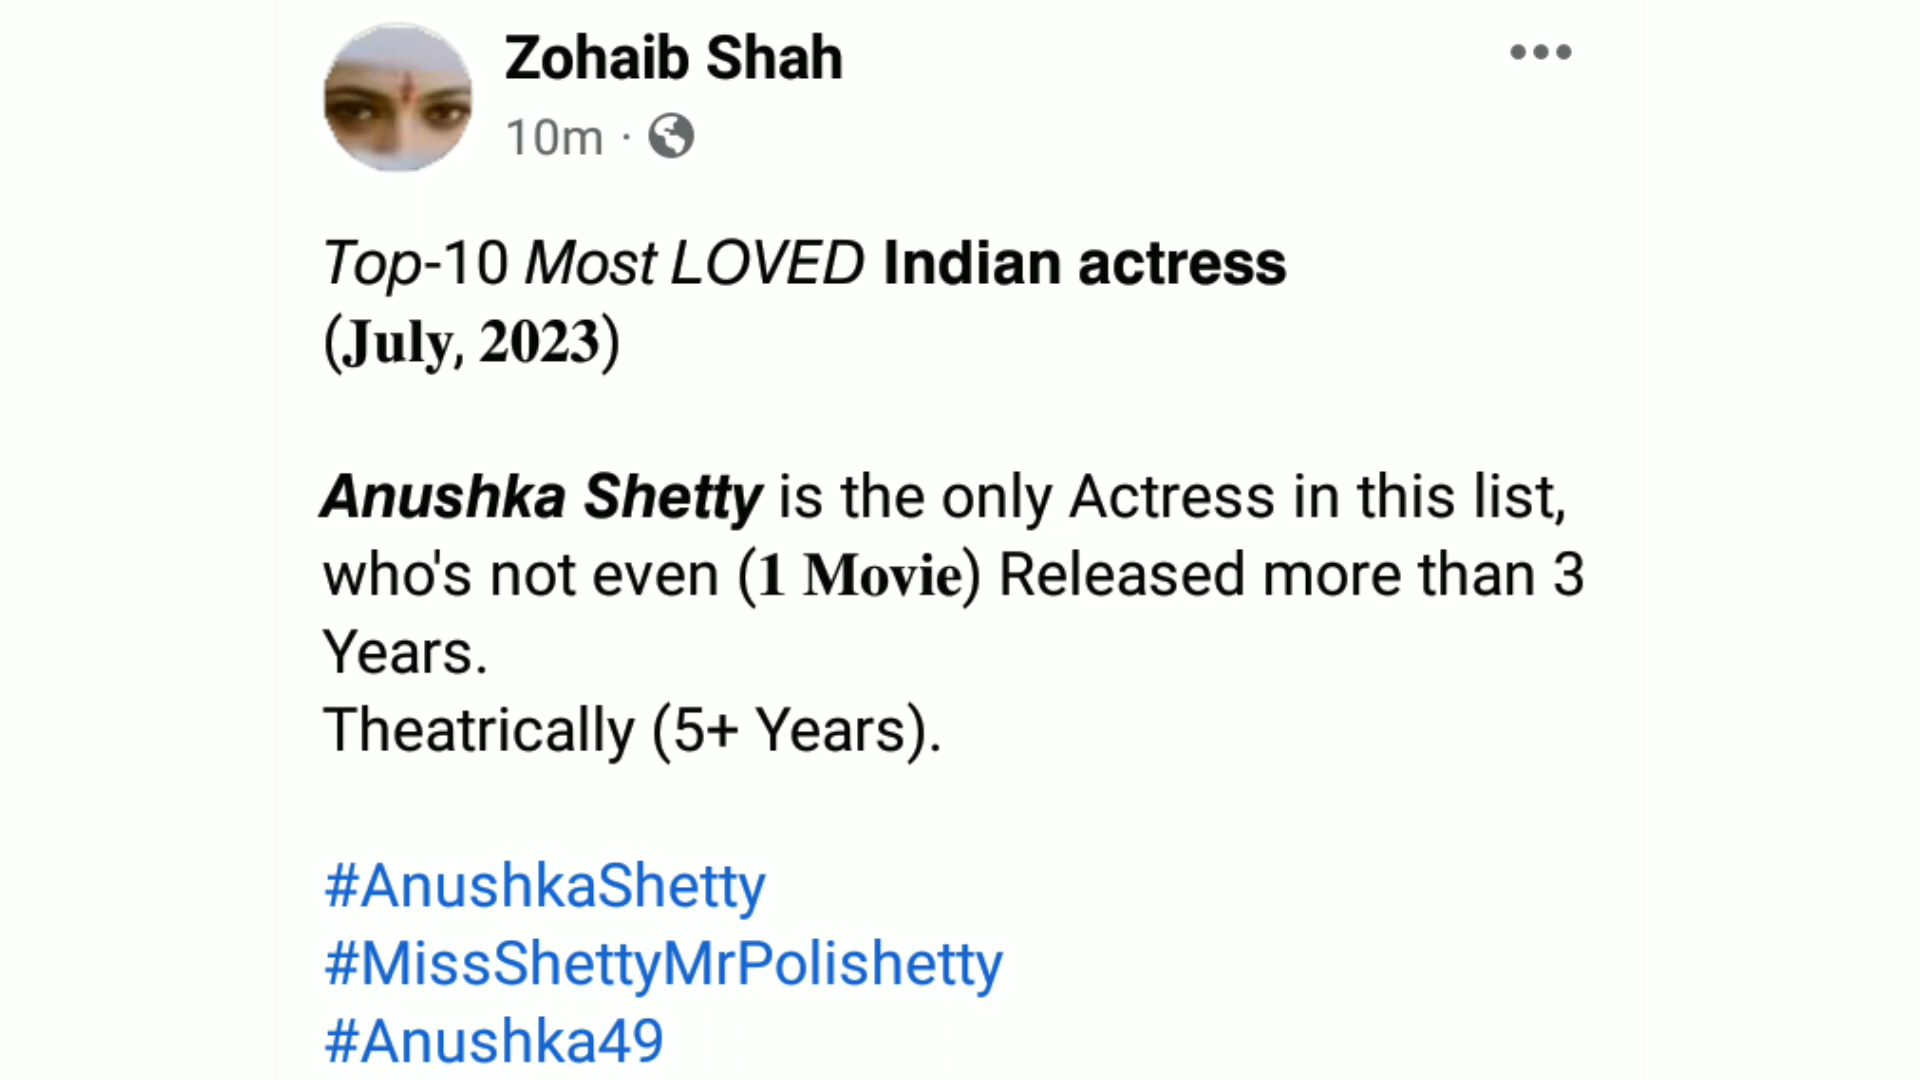 Zohaib Shah
10m ·
Top-10 Most LOVED Indian actress
(July, 2023)
Anushka Shetty is the only Actress in this list,
who's not even (1 Movie) Released more than 3
Years.
Theatrically (5+ Years).
#AnushkaShetty
#MissShettyMrPolishetty
#Anushka49